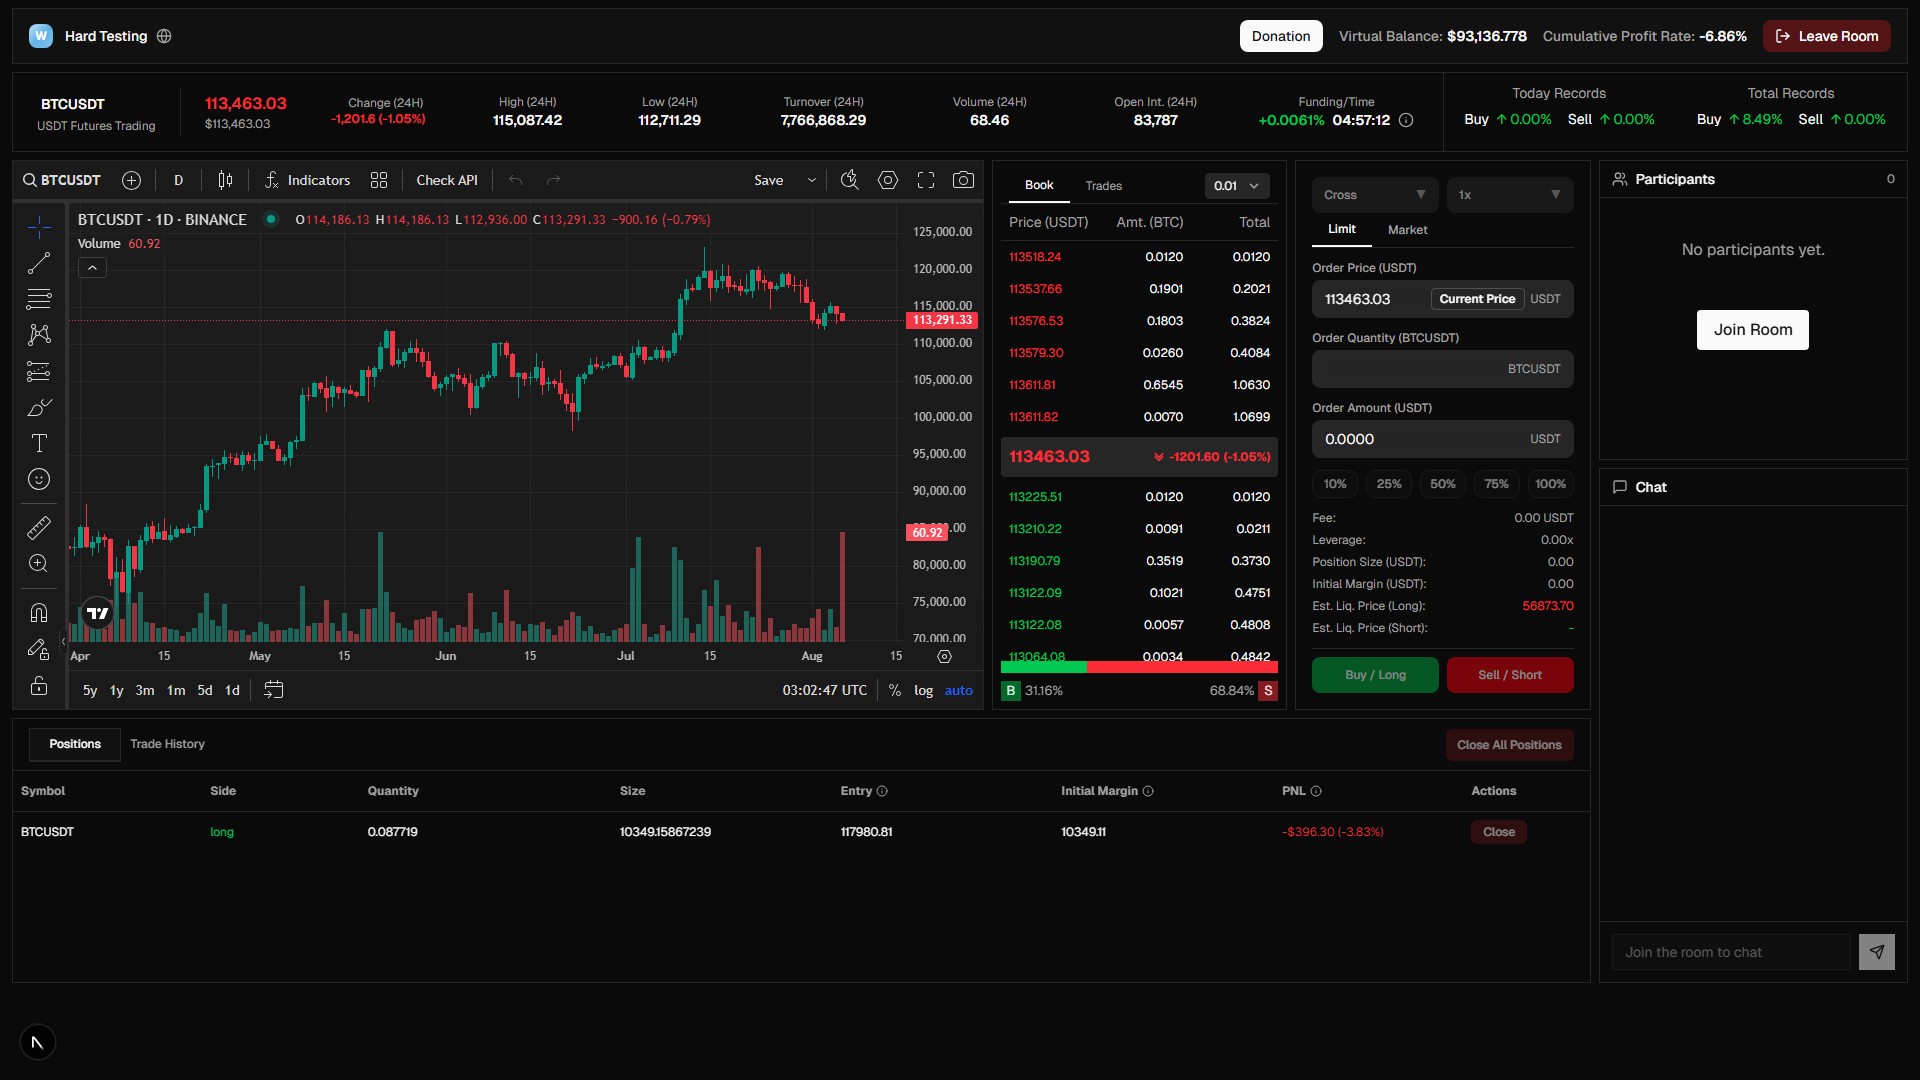 W Hard Testing
Donation Virtual Balance: $93,136.778 Cumulative Profit Rate: -6.86% Leave Room
BTCUSDT
USDT Futures Trading
113,463.03
$113,463.03
Change (24H)
-1,201.6 (-1.05%)
High (24H)
115,087.42
Low (24H)
112,711.29
Turnover (24H)
7,766,868.29
Volume (24H)
68.46
Open Int. (24H)
83,787
Funding/Time
+0.0061% 04:57:12
Today Records
Buy ↑ 0.00% Sell ↑ 0.00%
Total Records
Buy ↑ 8.49% Sell ↑ 0.00%
BTCUSDT D Indicators Check API Save
BTCUSDT · 1D · BINANCE O114,186.13 H114,186.13 L112,936.00 C113,291.33 −900.16 (−0.79%)
Volume 60.92
125,000.00
120,000.00
115,000.00
113,291.33
110,000.00
105,000.00
100,000.00
95,000.00
90,000.00
60.92
80,000.00
75,000.00
70,000.00
Apr 15 May 15 Jun 15 Jul 15 Aug 15
5y 1y 3m 1m 5d 1d 03:02:47 UTC % log auto
Book Trades 0.01
Price (USDT) Amt. (BTC) Total
113518.24 0.0120 0.0120
113537.66 0.1901 0.2021
113576.53 0.1803 0.3824
113579.30 0.0260 0.4084
113611.81 0.6545 1.0630
113611.82 0.0070 1.0699
113463.03 -1201.60 (-1.05%)
113225.51 0.0120 0.0120
113210.22 0.0091 0.0211
113190.79 0.3519 0.3730
113122.09 0.1021 0.4751
113122.08 0.0057 0.4808
113064.08 0.0034 0.4842
B 31.16% 68.84% S
Cross 1x
Limit Market
Order Price (USDT)
113463.03 Current Price USDT
Order Quantity (BTCUSDT)
BTCUSDT
Order Amount (USDT)
0.0000 USDT
10% 25% 50% 75% 100%
Fee: 0.00 USDT
Leverage: 0.00x
Position Size (USDT): 0.00
Initial Margin (USDT): 0.00
Est. Liq. Price (Long): 56873.70
Est. Liq. Price (Short): -
Buy / Long Sell / Short
Participants 0
No participants yet.
Join Room
Chat
Join the room to chat
Positions Trade History Close All Positions
Symbol Side Quantity Size Entry Initial Margin PNL Actions
BTCUSDT long 0.087719 10349.15867239 117980.81 10349.11 -$396.30 (-3.83%) Close